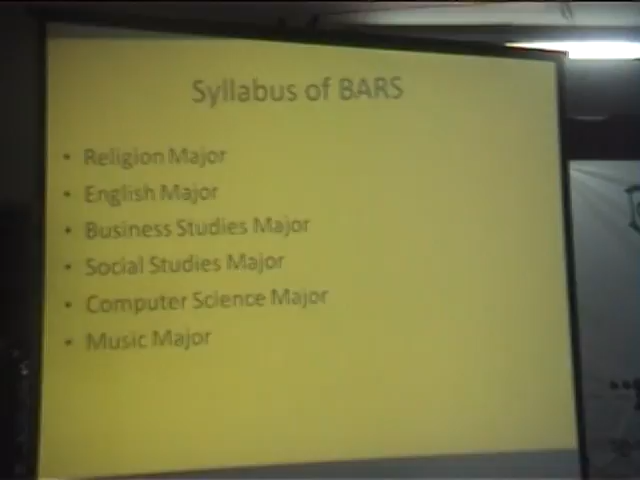 Syllabus of BARS
• Religion Major
• English Major
• Business Studies Major
• Social Studies Major
• Computer Science Major
• Music Major